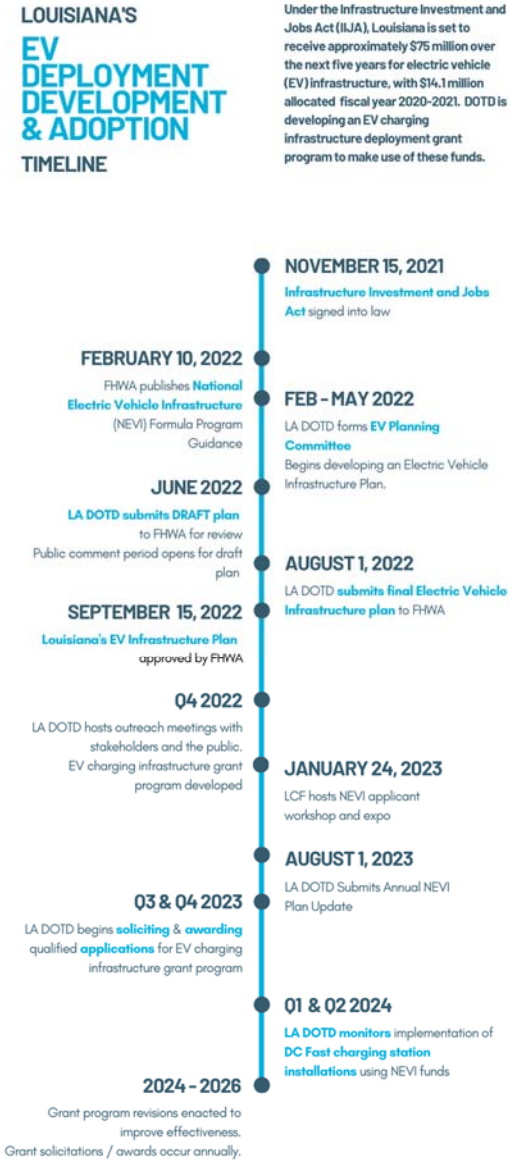 LOUISIANA'S
EV
DEPLOYMENT
DEVELOPMENT
& ADOPTION
TIMELINE
Under the Infrastructure Investment and
Jobs Act (IIJA), Louisiana is set to
receive approximately $75 million over
the next five years for electric vehicle
(EV) infrastructure, with $14.1 million
allocated fiscal year 2020-2021. DOTD is
developing an EV charging
infrastructure deployment grant
program to make use of these funds.
NOVEMBER 15, 2021
Infrastructure Investment and Jobs
Act signed into law
FEBRUARY 10, 2022
FHWA publishes National
Electric Vehicle Infrastructure
(NEVI) Formula Program
Guidance
FEB - MAY 2022
LA DOTD forms EV Planning
Committee
Begins developing an Electric Vehicle
Infrastructure Plan.
JUNE 2022
LA DOTD submits DRAFT plan
to FHWA for review
Public comment period opens for draft
plan
AUGUST 1, 2022
LA DOTD submits final Electric Vehicle
Infrastructure plan to FHWA
SEPTEMBER 15, 2022
Louisiana's EV Infrastructure Plan
approved by FHWA
Q4 2022
LA DOTD hosts outreach meetings with
stakeholders and the public.
EV charging infrastructure grant
program developed
JANUARY 24, 2023
LCF hosts NEVI applicant
workshop and expo
AUGUST 1, 2023
LA DOTD Submits Annual NEVI
Plan Update
Q3 & Q4 2023
LA DOTD begins soliciting & awarding
qualified applications for EV charging
infrastructure grant program
Q1 & Q2 2024
LA DOTD monitors implementation of
DC Fast charging station
installations using NEVI funds
2024 - 2026
Grant program revisions enacted to
improve effectiveness.
Grant solicitations / awards occur annually.